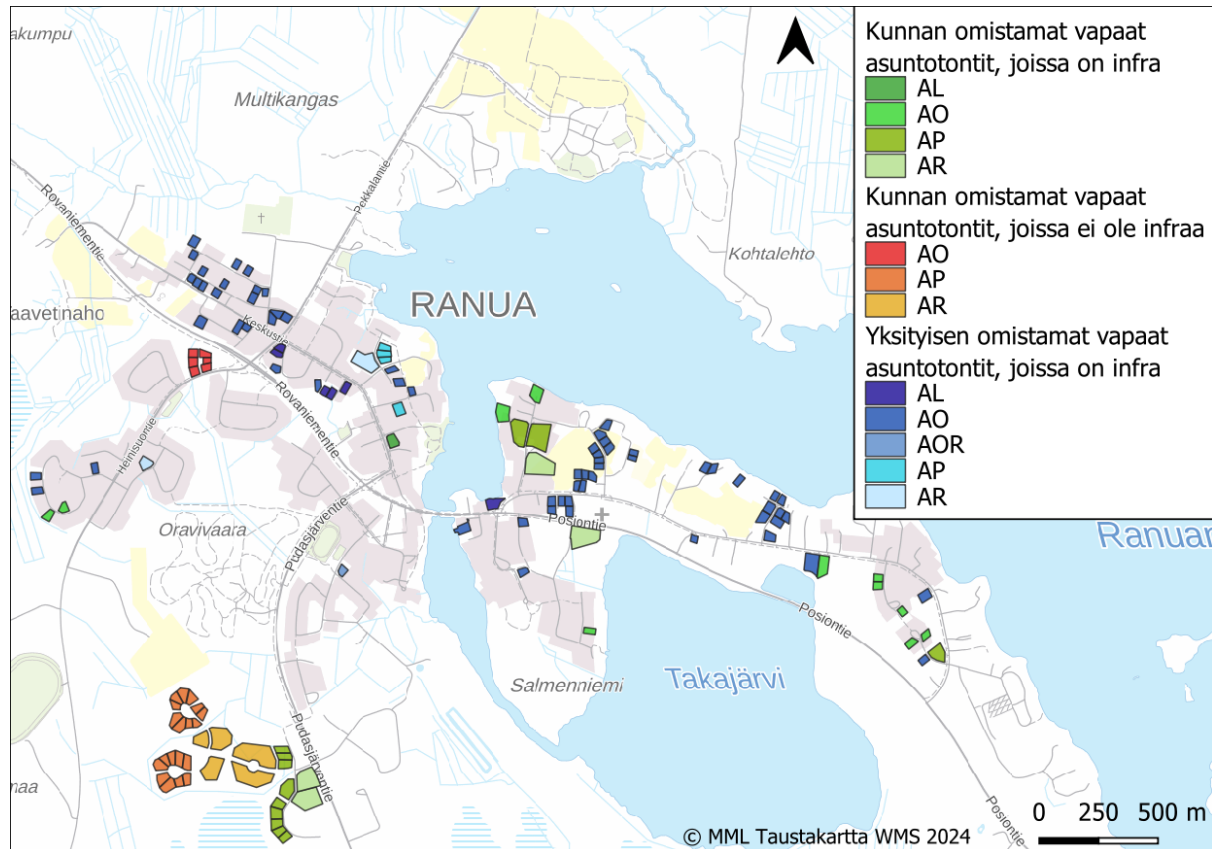 akumpu
Multikangas
Pekkalantie
Rovaniementie
Kohtalehto
RANUA
aavetinaho
Keskustie
Rovaniementie
Heinisuontie
Oravivaara
Pudasjärventie
Posiontie
Ranuan
Posiontie
Salmenniemi
Takajärvi
Pudasjärventie
maa
Posiontie
Kunnan omistamat vapaat
asuntotontit, joissa on infra
AL
AO
AP
AR
Kunnan omistamat vapaat
asuntotontit, joissa ei ole infraa
AO
AP
AR
Yksityisen omistamat vapaat
asuntotontit, joissa on infra
AL
AO
AOR
AP
AR
0 250 500 m
© MML Taustakartta WMS 2024